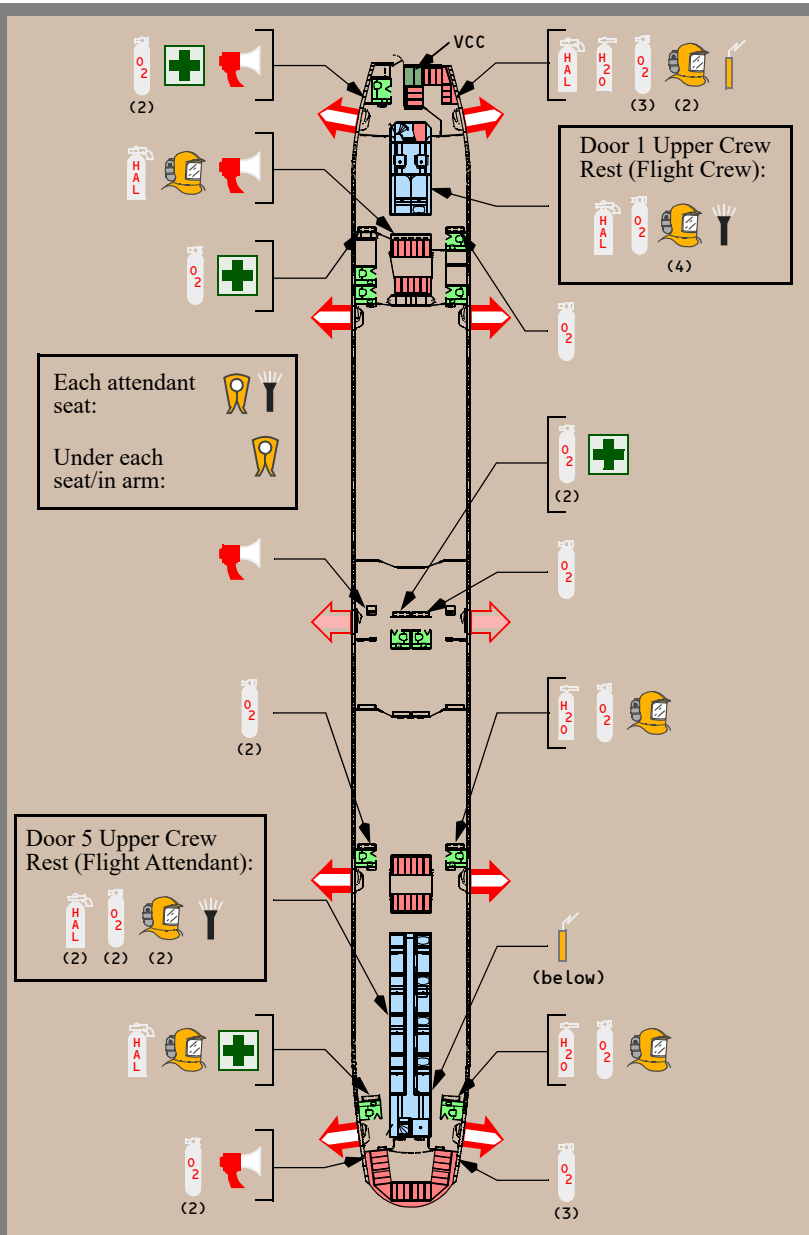 VCC
O2
(2)
HAL H2O O2
(3) (2)
Door 1 Upper Crew
Rest (Flight Crew):
HAL O2
(4)
HAL
O2
O2
Each attendant
seat:
Under each
seat/in arm:
O2
(2)
O2
O2
(2)
H2O O2
Door 5 Upper Crew
Rest (Flight Attendant):
HAL O2
(2) (2) (2)
(below)
HAL
H2O O2
O2
(2)
O2
(3)